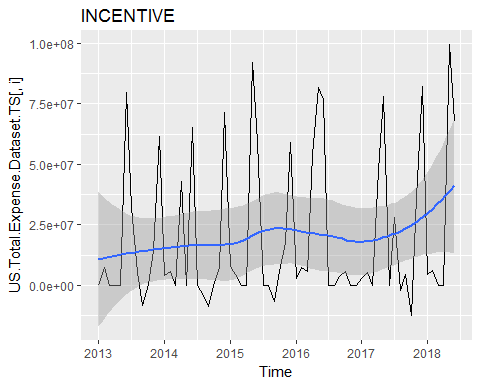 INCENTIVE
US.Total.Expense.Dataset.TS[, i]
1.0e+08
7.5e+07
5.0e+07
2.5e+07
0.0e+00
2013 2014 2015 2016 2017 2018
Time